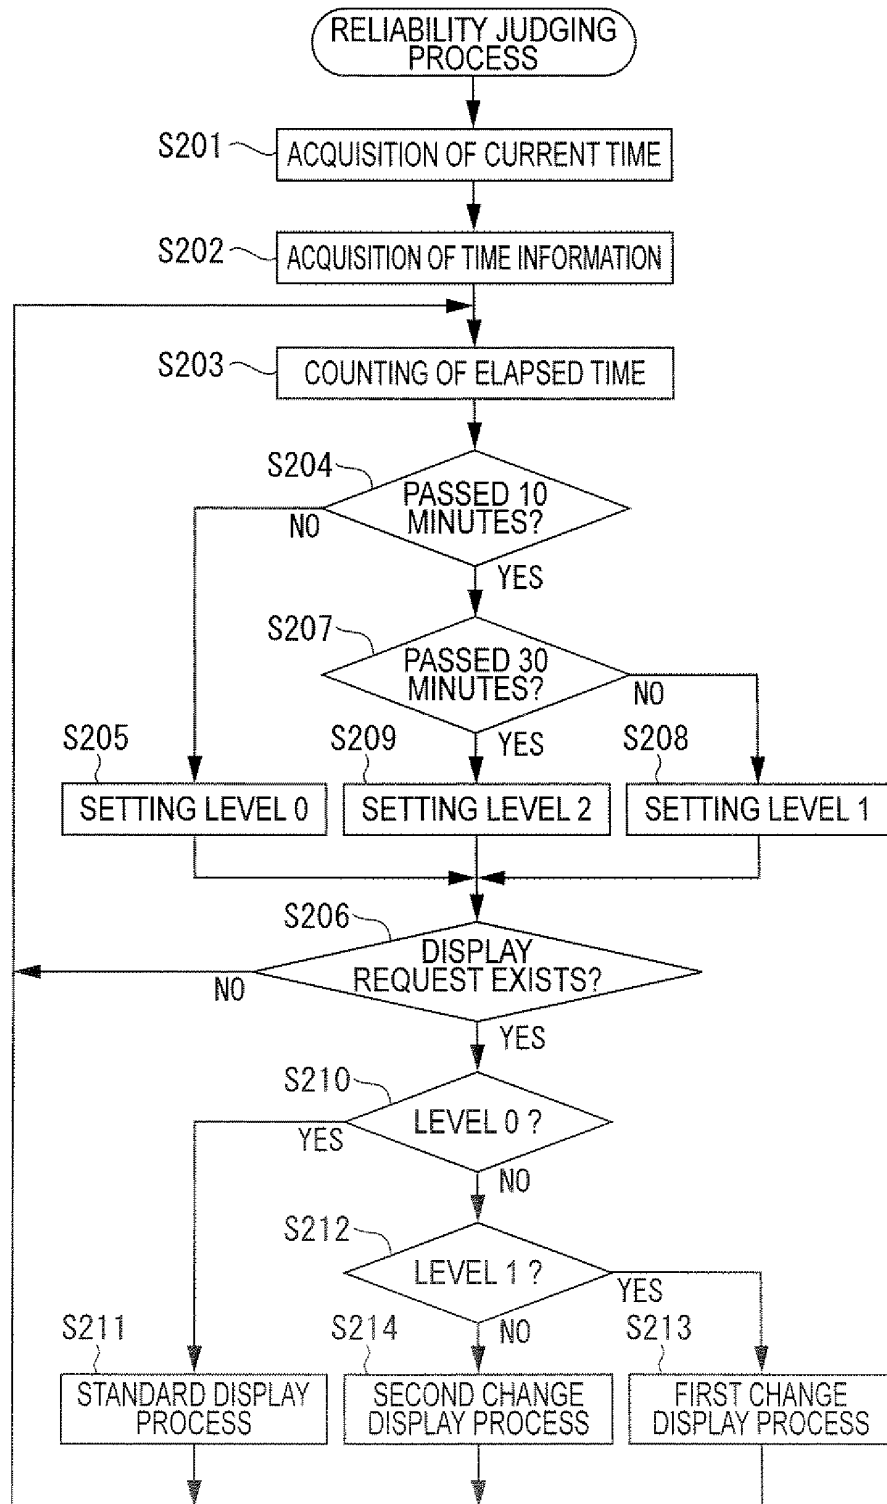 RELIABILITY JUDGING
PROCESS
S201
ACQUISITION OF CURRENT TIME
S202
ACQUISITION OF TIME INFORMATION
S203
COUNTING OF ELAPSED TIME
S204
PASSED 10
MINUTES?
NO
YES
S207
PASSED 30
MINUTES?
NO
YES
S205
S209
S208
SETTING LEVEL 0
SETTING LEVEL 2
SETTING LEVEL 1
S206
DISPLAY
REQUEST EXISTS?
NO
YES
S210
LEVEL 0 ?
YES
NO
S212
LEVEL 1 ?
YES
NO
S211
S214
S213
STANDARD DISPLAY
PROCESS
SECOND CHANGE
DISPLAY PROCESS
FIRST CHANGE
DISPLAY PROCESS